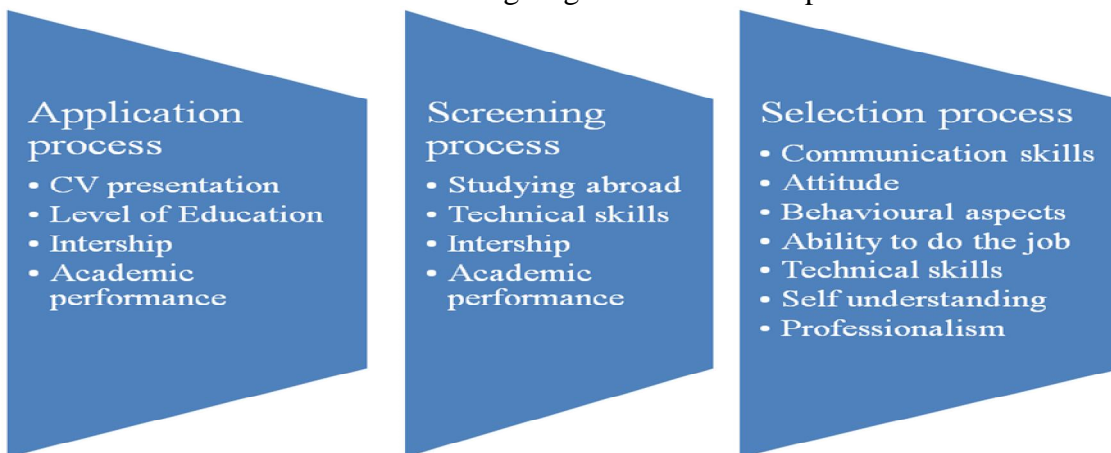 Application
process
• CV presentation
• Level of Education
• Intership
• Academic
performance
Screening
process
• Studying abroad
• Technical skills
• Intership
• Academic
performance
Selection process
• Communication skills
• Attitude
• Behavioural aspects
• Ability to do the job
• Technical skills
• Self understanding
• Professionalism